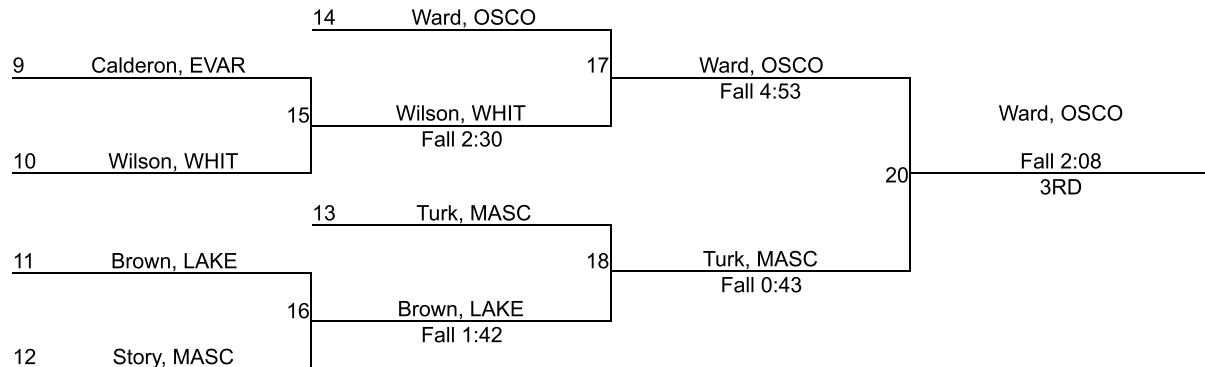 14 Ward, OSCO
9 Calderon, EVAR
17 Ward, OSCO
Fall 4:53
15 Wilson, WHIT
Fall 2:30
Ward, OSCO
10 Wilson, WHIT
Fall 2:08
20
3RD
13 Turk, MASC
11 Brown, LAKE
18 Turk, MASC
Fall 0:43
16 Brown, LAKE
Fall 1:42
12 Story, MASC